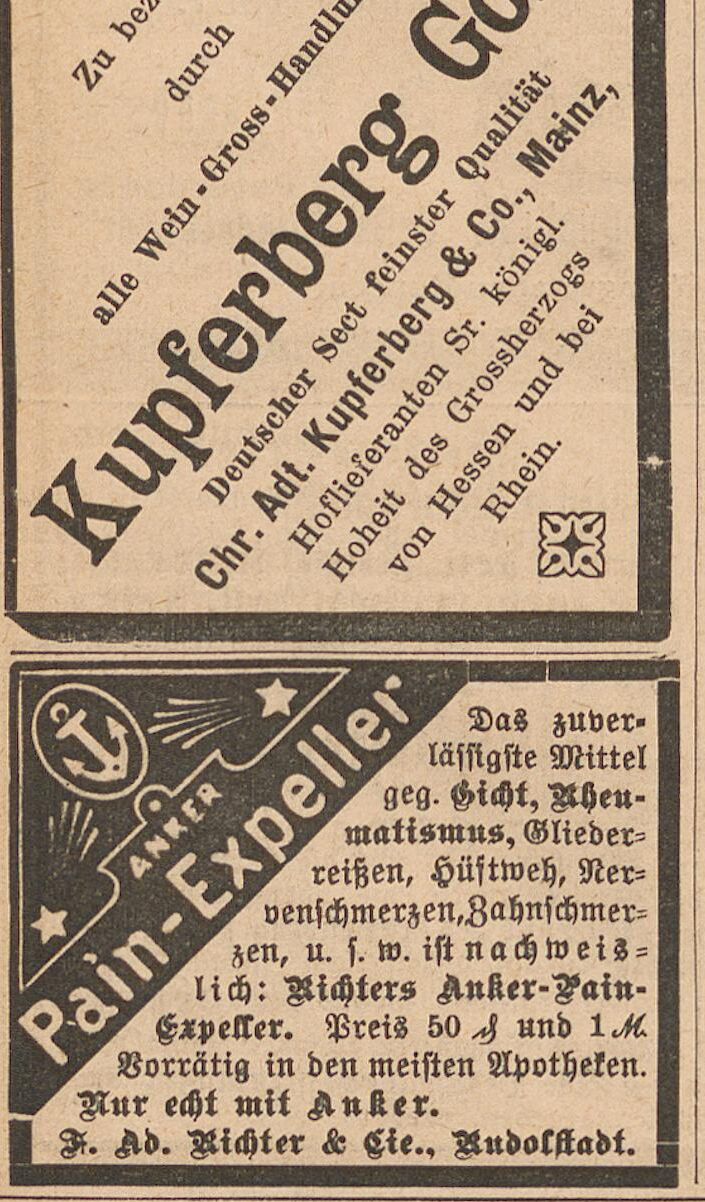 Zu
durch
alle Wein-Gross-
Kupferberg
Deutscher Sect feinster Qualität
Chr. Adt. Kupferberg & Co., Mainz,
Hoflieferanten Sr. königl.
Hoheit des Grossherzogs
von Hessen und bei
Rhein.
ANKER
Pain-Expeller
Das zuver-
läſſigſte Mittel
geg. Gicht, Rheu-
matismus, Glieder-
reißen, Hüftweh, Ner-
venſchmerzen, Zahnſchmer-
zen, u. ſ. w. iſt nachweis-
lich: Richters Anker-Pain-
Expeller. Preis 50 ₰ und 1 ℳ.
Vorrätig in den meiſten Apotheken.
Nur echt mit Anker.
F. Ad. Richter & Cie., Rudolſtadt.